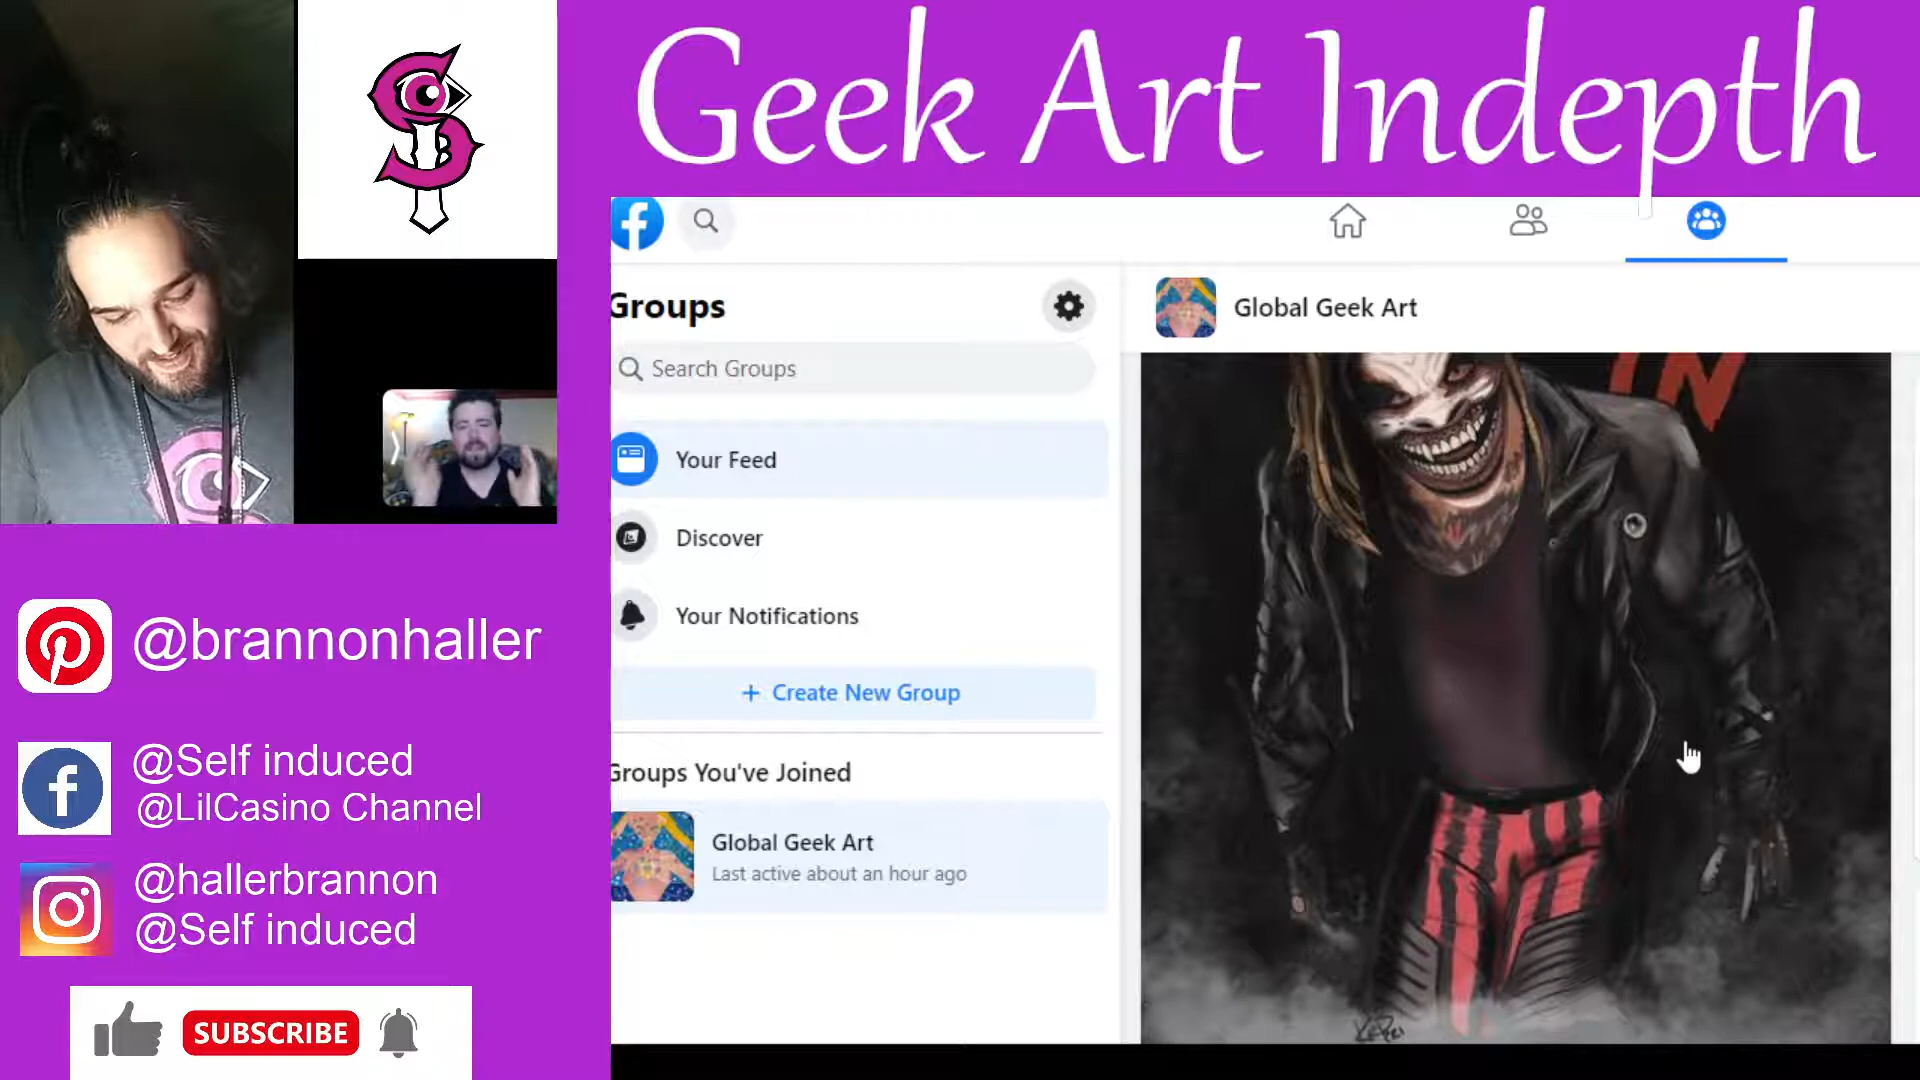 Geek Art Indepth
Groups
Search Groups
Your Feed
Discover
Your Notifications
+ Create New Group
Groups You've Joined
Global Geek Art
Last active about an hour ago
Global Geek Art
IN
@brannonhaller
@Self induced
@LilCasino Channel
@hallerbrannon
@Self induced
SUBSCRIBE